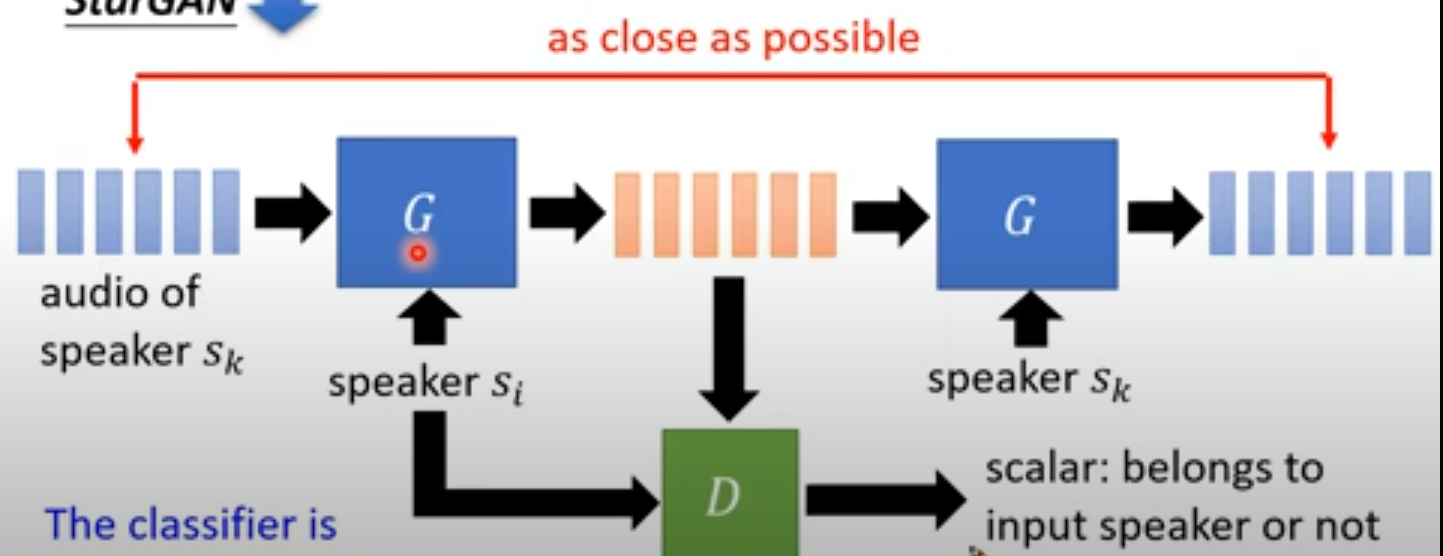 StarGAN
as close as possible
G
G
audio of
speaker s_k
speaker s_i
speaker s_k
D
scalar: belongs to
input speaker or not
The classifier is